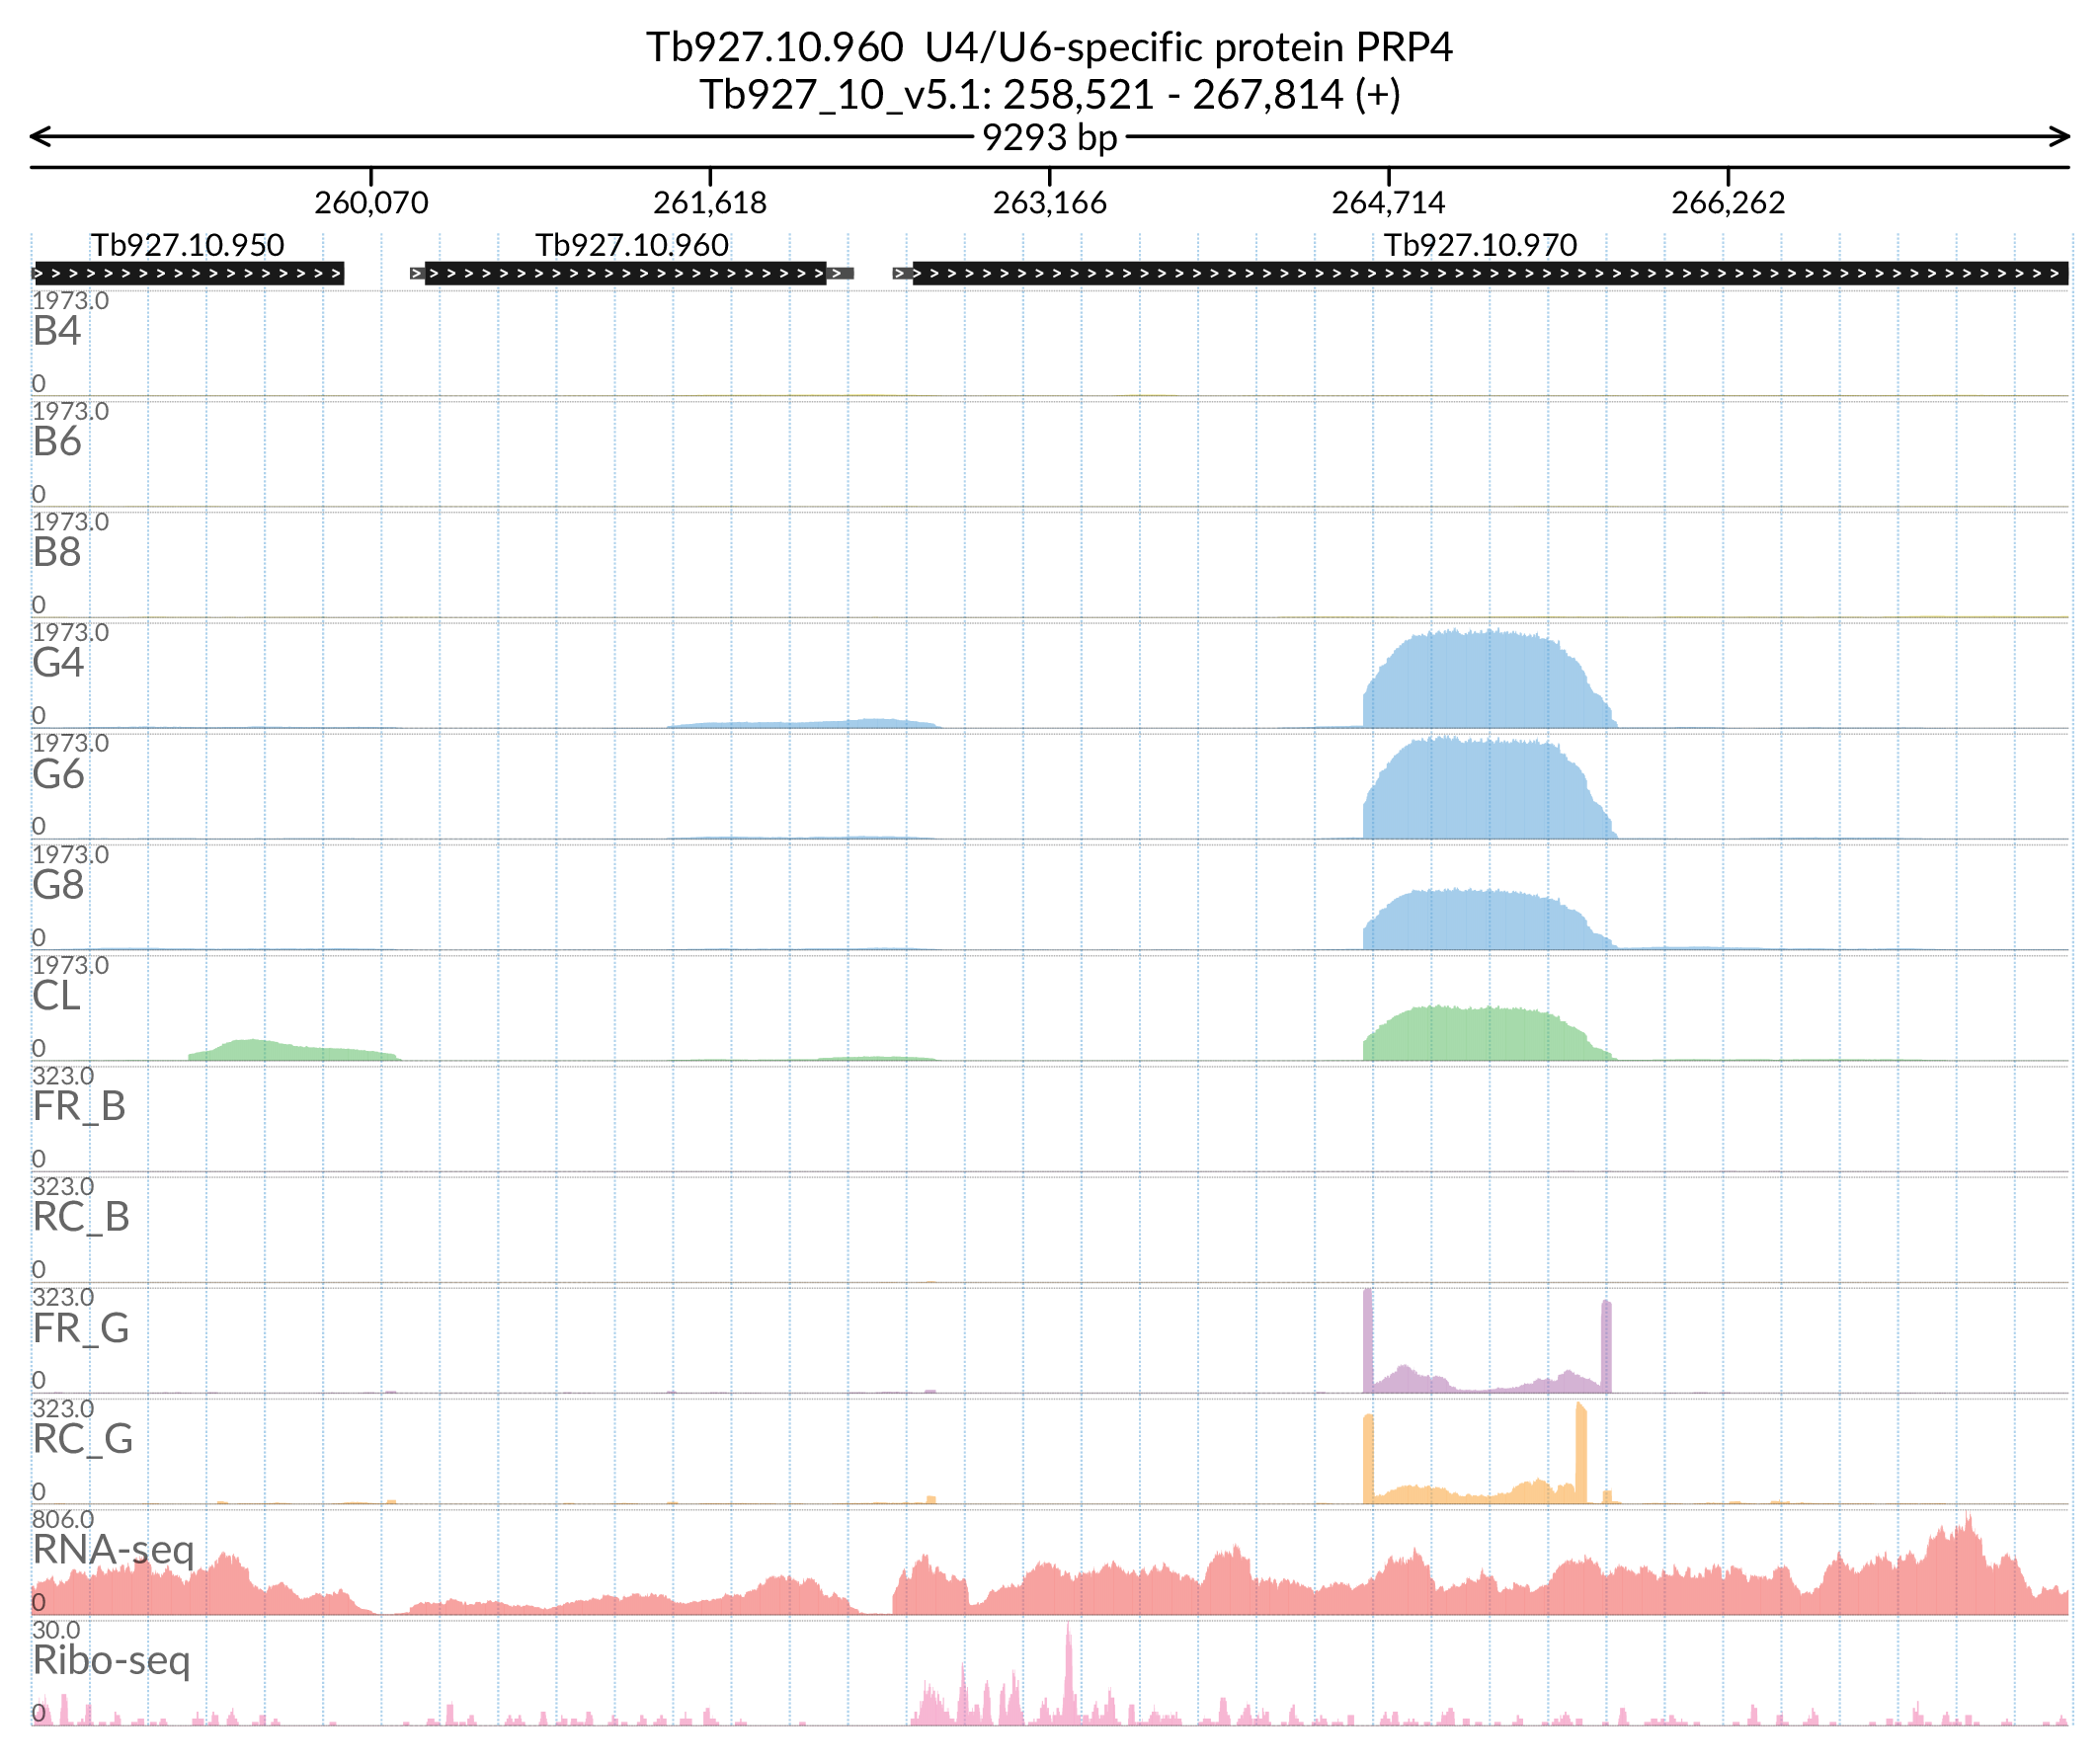 Tb927.10.960  U4/U6-specific protein PRP4
Tb927_10_v5.1: 258,521 - 267,814 (+)
9293 bp
260,070 261,618 263,166 264,714 266,262
Tb927.10.950 Tb927.10.960 Tb927.10.970
1973.0
B4
0
1973.0
B6
0
1973.0
B8
0
1973.0
G4
0
1973.0
G6
0
1973.0
G8
0
1973.0
CL
0
323.0
FR_B
0
323.0
RC_B
0
323.0
FR_G
0
323.0
RC_G
0
806.0
RNA-seq
0
30.0
Ribo-seq
0